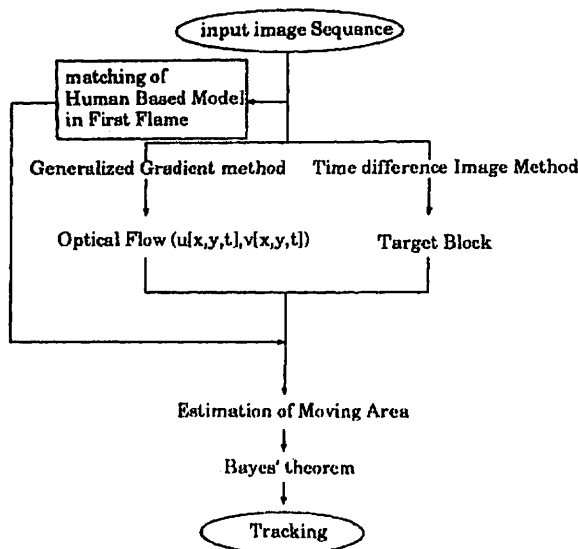 input image Sequance
matching of
Human Based Model
in First Flame
Generalized Gradient method
Time difference Image Method
Optical Flow (u[x,y,t],v[x,y,t])
Target Block
Estimation of Moving Area
Bayes' theorem
Tracking